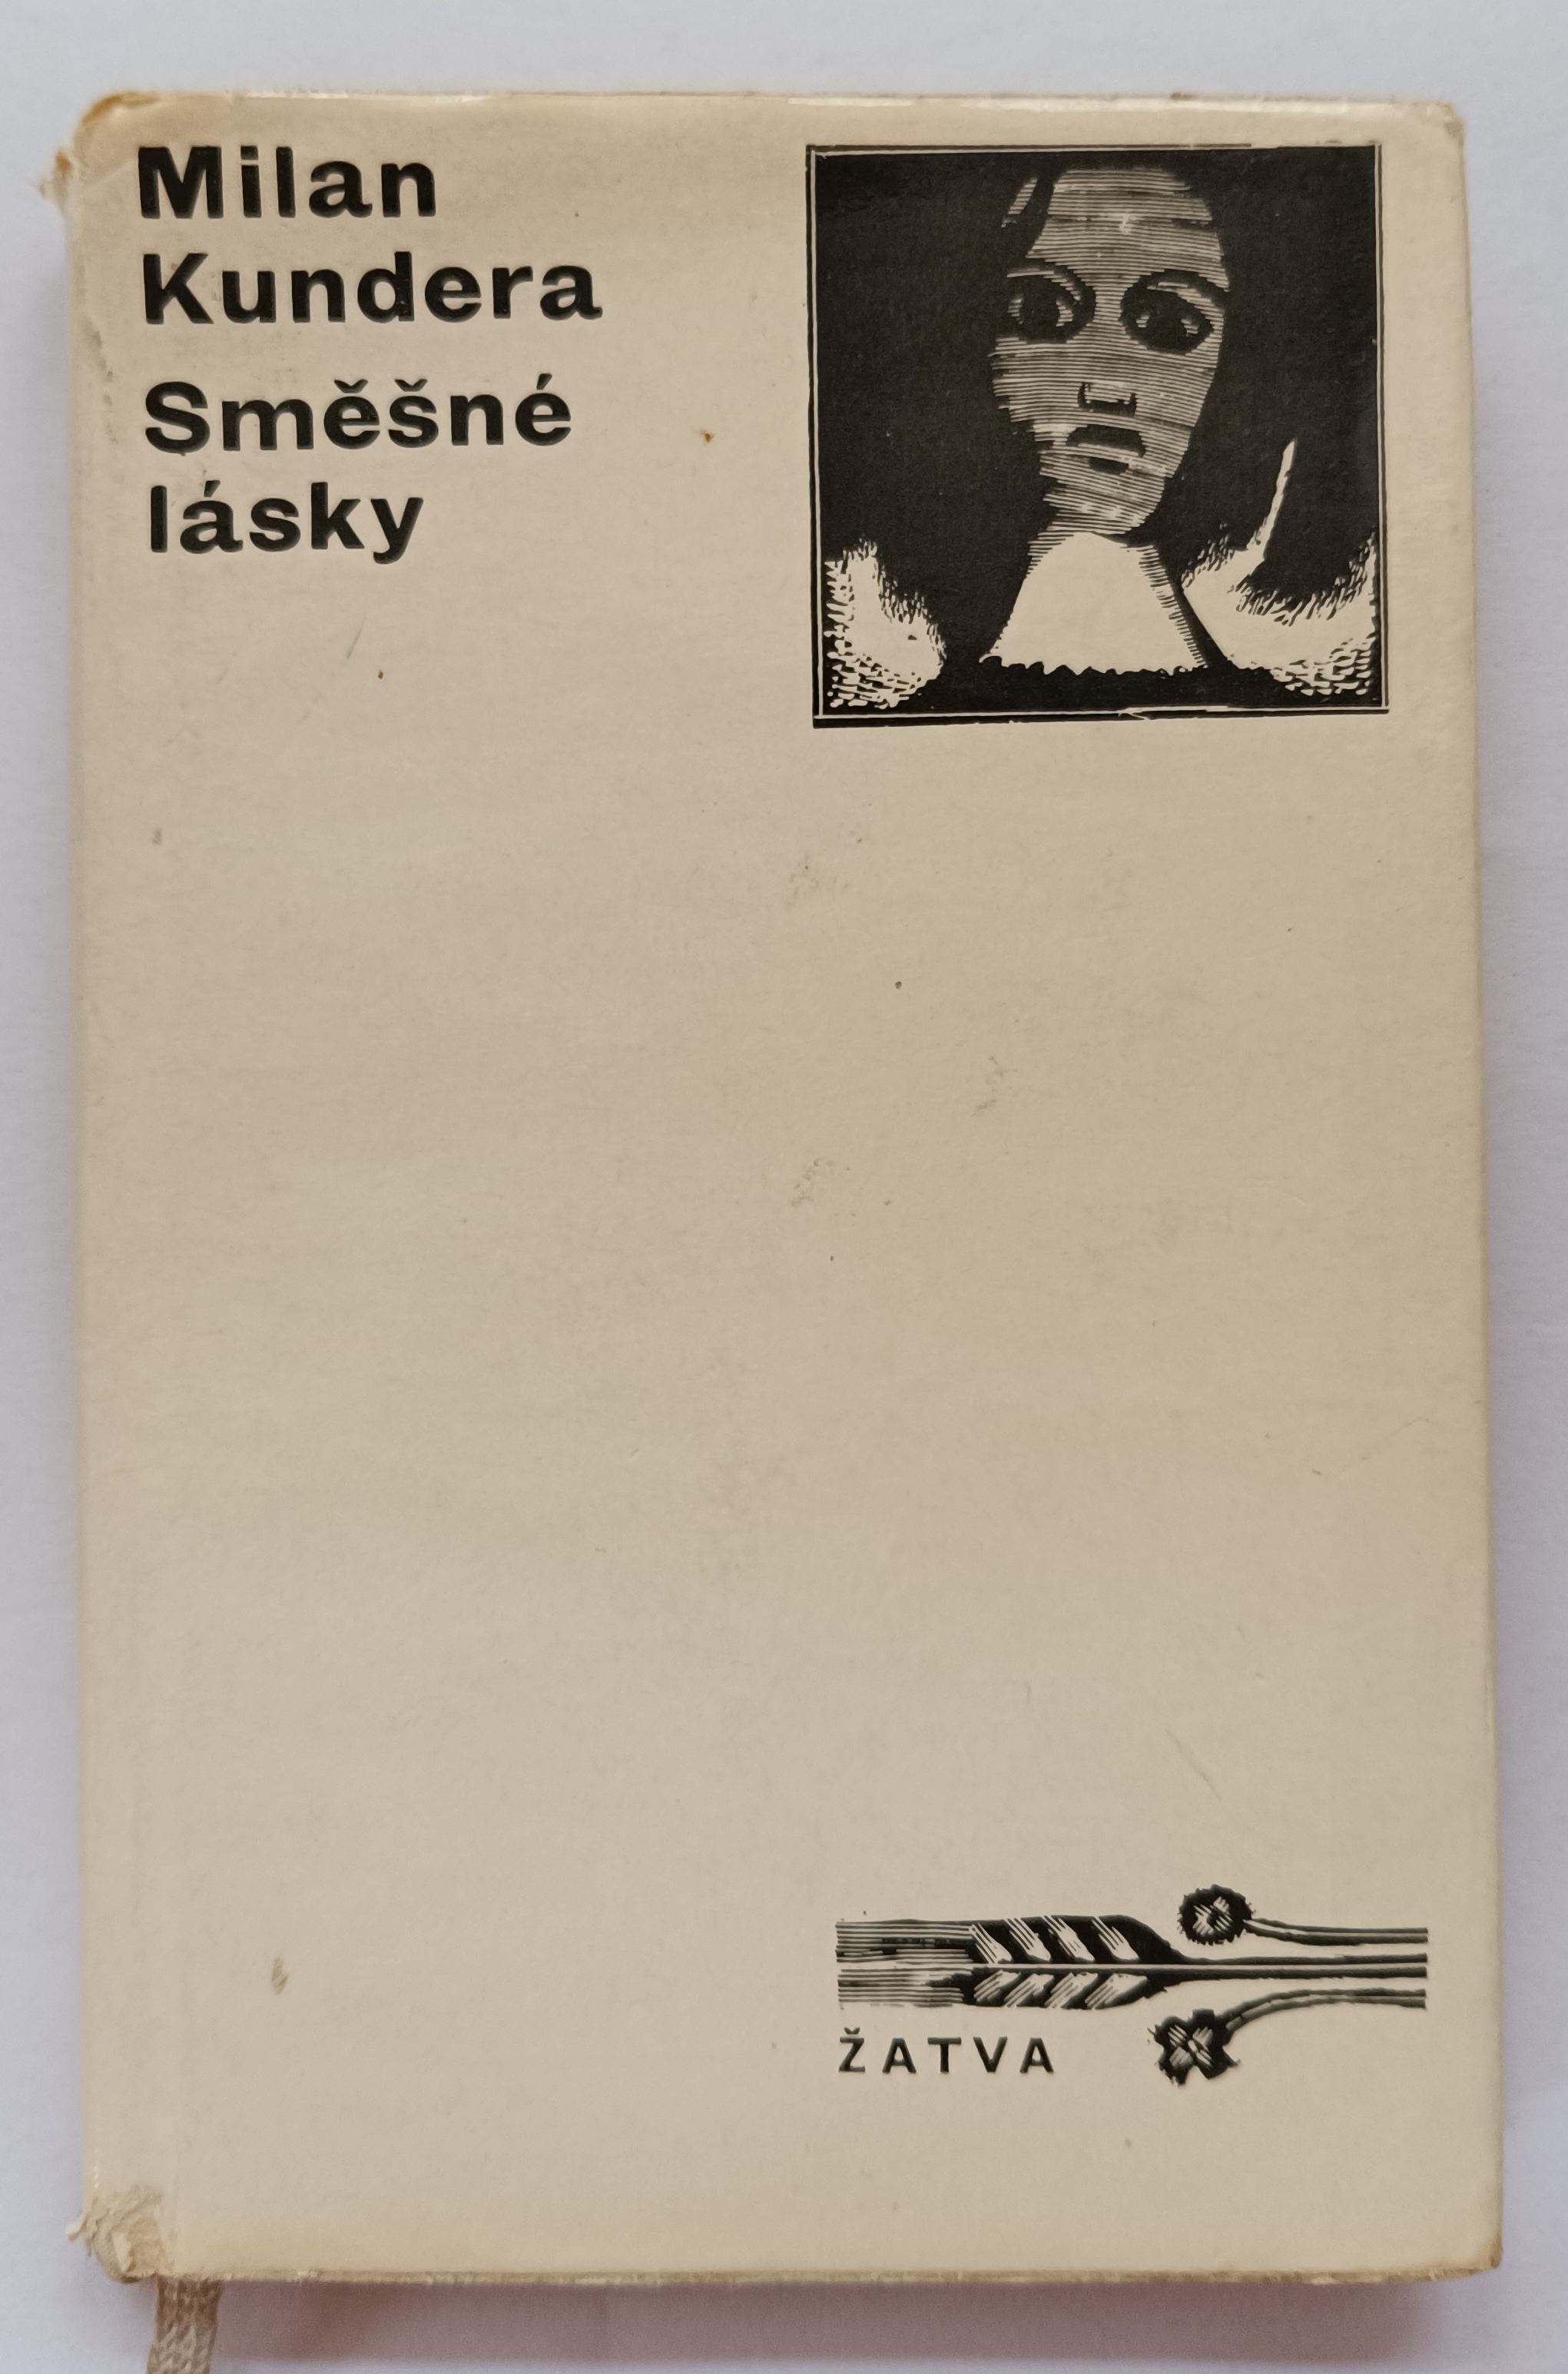 Milan
Kundera
Směšné
lásky
ŽATVA